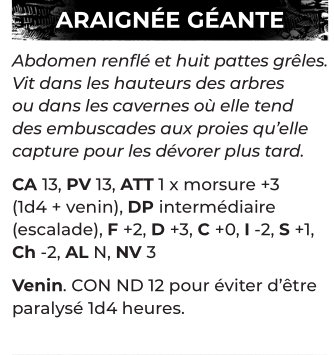 ARAIGNÉE GÉANTE
Abdomen renflé et huit pattes grêles.
Vit dans les hauteurs des arbres
ou dans les cavernes où elle tend
des embuscades aux proies qu'elle
capture pour les dévorer plus tard.
CA 13, PV 13, ATT 1 x morsure +3
(1d4 + venin), DP intermédiaire
(escalade), F +2, D +3, C +0, I -2, S +1,
Ch -2, AL N, NV 3
Venin. CON ND 12 pour éviter d'être
paralysé 1d4 heures.